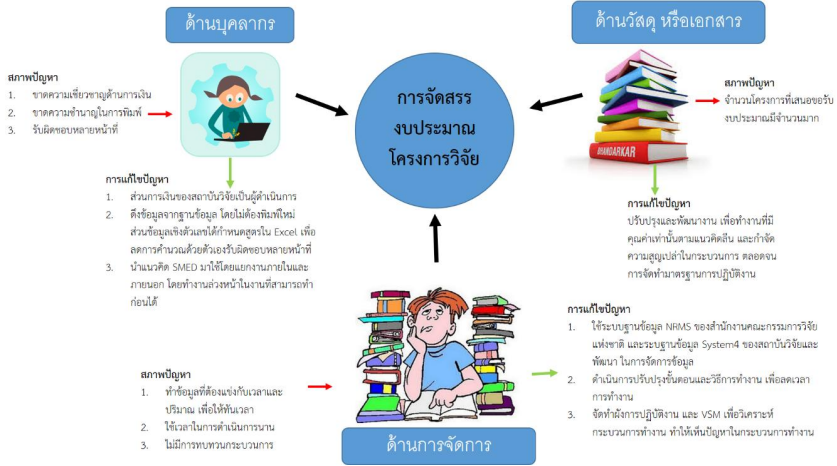 ด้านบุคลากร
สภาพปัญหา
1. ขาดความเชี่ยวชาญด้านการเงิน
2. ขาดความชำนาญในการพิมพ์
3. รับผิดชอบหลายหน้าที่
การแก้ไขปัญหา
1. ส่วนการเงินของสถาบันวิจัยเป็นผู้ดำเนินการ
2. ดึงข้อมูลจากฐานข้อมูล โดยไม่ต้องพิมพ์ใหม่
ส่วนข้อมูลเชิงตัวเลขได้กำหนดสูตรใน Excel เพื่อ
ลดการคำนวณด้วยตัวเองรับผิดชอบหลายหน้าที่
3. นำแนวคิด SMED มาใช้โดยแยกงานภายในและ
ภายนอก โดยทำงานล่วงหน้าในงานที่สามารถทำ
ก่อนได้
การจัดสรร
งบประมาณ
โครงการวิจัย
ด้านวัสดุ หรือเอกสาร
BHANDARKAR
สภาพปัญหา
จำนวนโครงการที่เสนอขอรับ
งบประมาณมีจำนวนมาก
การแก้ไขปัญหา
ปรับปรุงและพัฒนางาน เพื่อทำงานที่มี
คุณค่าเท่านั้นตามแนวคิดลีน และกำจัด
ความสูญเปล่าในกระบวนการ ตลอดจน
การจัดทำมาตรฐานการปฏิบัติงาน
สภาพปัญหา
1. ทำข้อมูลที่ต้องแข่งกับเวลาและ
ปริมาณ เพื่อให้ทันเวลา
2. ใช้เวลาในการดำเนินการนาน
3. ไม่มีการทบทวนกระบวนการ
ด้านการจัดการ
การแก้ไขปัญหา
1. ใช้ระบบฐานข้อมูล NRMS ของสำนักงานคณะกรรมการวิจัย
แห่งชาติ และระบฐานข้อมูล System4 ของสถาบันวิจัยและ
พัฒนา ในการจัดการข้อมูล
2. ดำเนินการปรับปรุงขั้นตอนและวิธีการทำงาน เพื่อลดเวลา
การทำงาน
3. จัดทำผังการปฏิบัติงาน และ VSM เพื่อวิเคราะห์
กระบวนการทำงาน ทำให้เห็นปัญหาในกระบวนการทำงาน